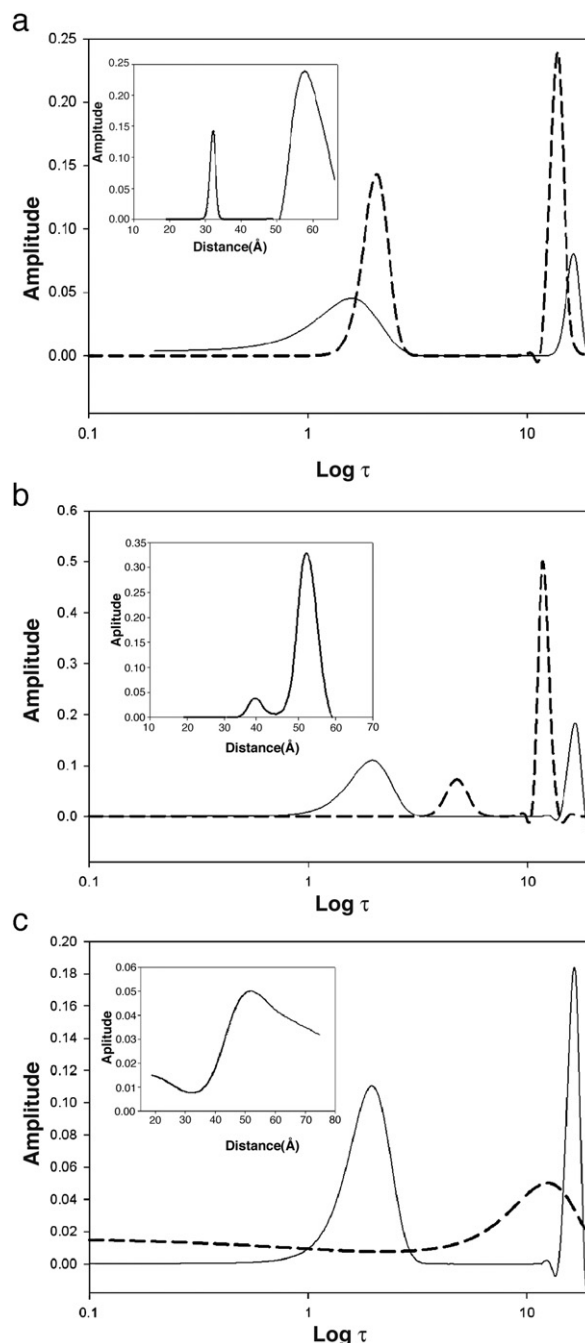 a
0.25
0.20
0.15
0.10
0.05
0.00
Amplitude
0.25
0.20
0.15
0.10
0.05
0.00
Ampltude
10 20 30 40 50 60
Distance(Å)
0.1 1 10
Log τ
b
0.6
0.5
0.4
0.3
0.2
0.1
0.0
Amplitude
0.35
0.30
0.25
0.20
0.15
0.10
0.05
0.00
Aplitude
10 20 30 40 50 60 70
Distance(Å)
0.1 1 10
Log τ
c
0.20
0.18
0.16
0.14
0.12
0.10
0.08
0.06
0.04
0.02
0.00
Amplitude
0.06
0.05
0.04
0.03
0.02
0.01
0.00
Aplitude
20 30 40 50 60 70 80
Distance(Å)
0.1 1 10
Log τ